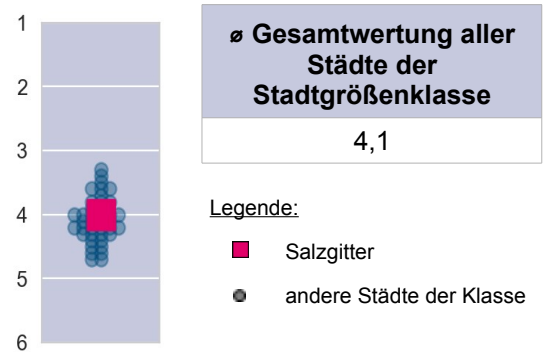 1
2
3
4
5
6
ø Gesamtwertung aller
Städte der
Stadtgrößenklasse
4,1
Legende:
Salzgitter
andere Städte der Klasse